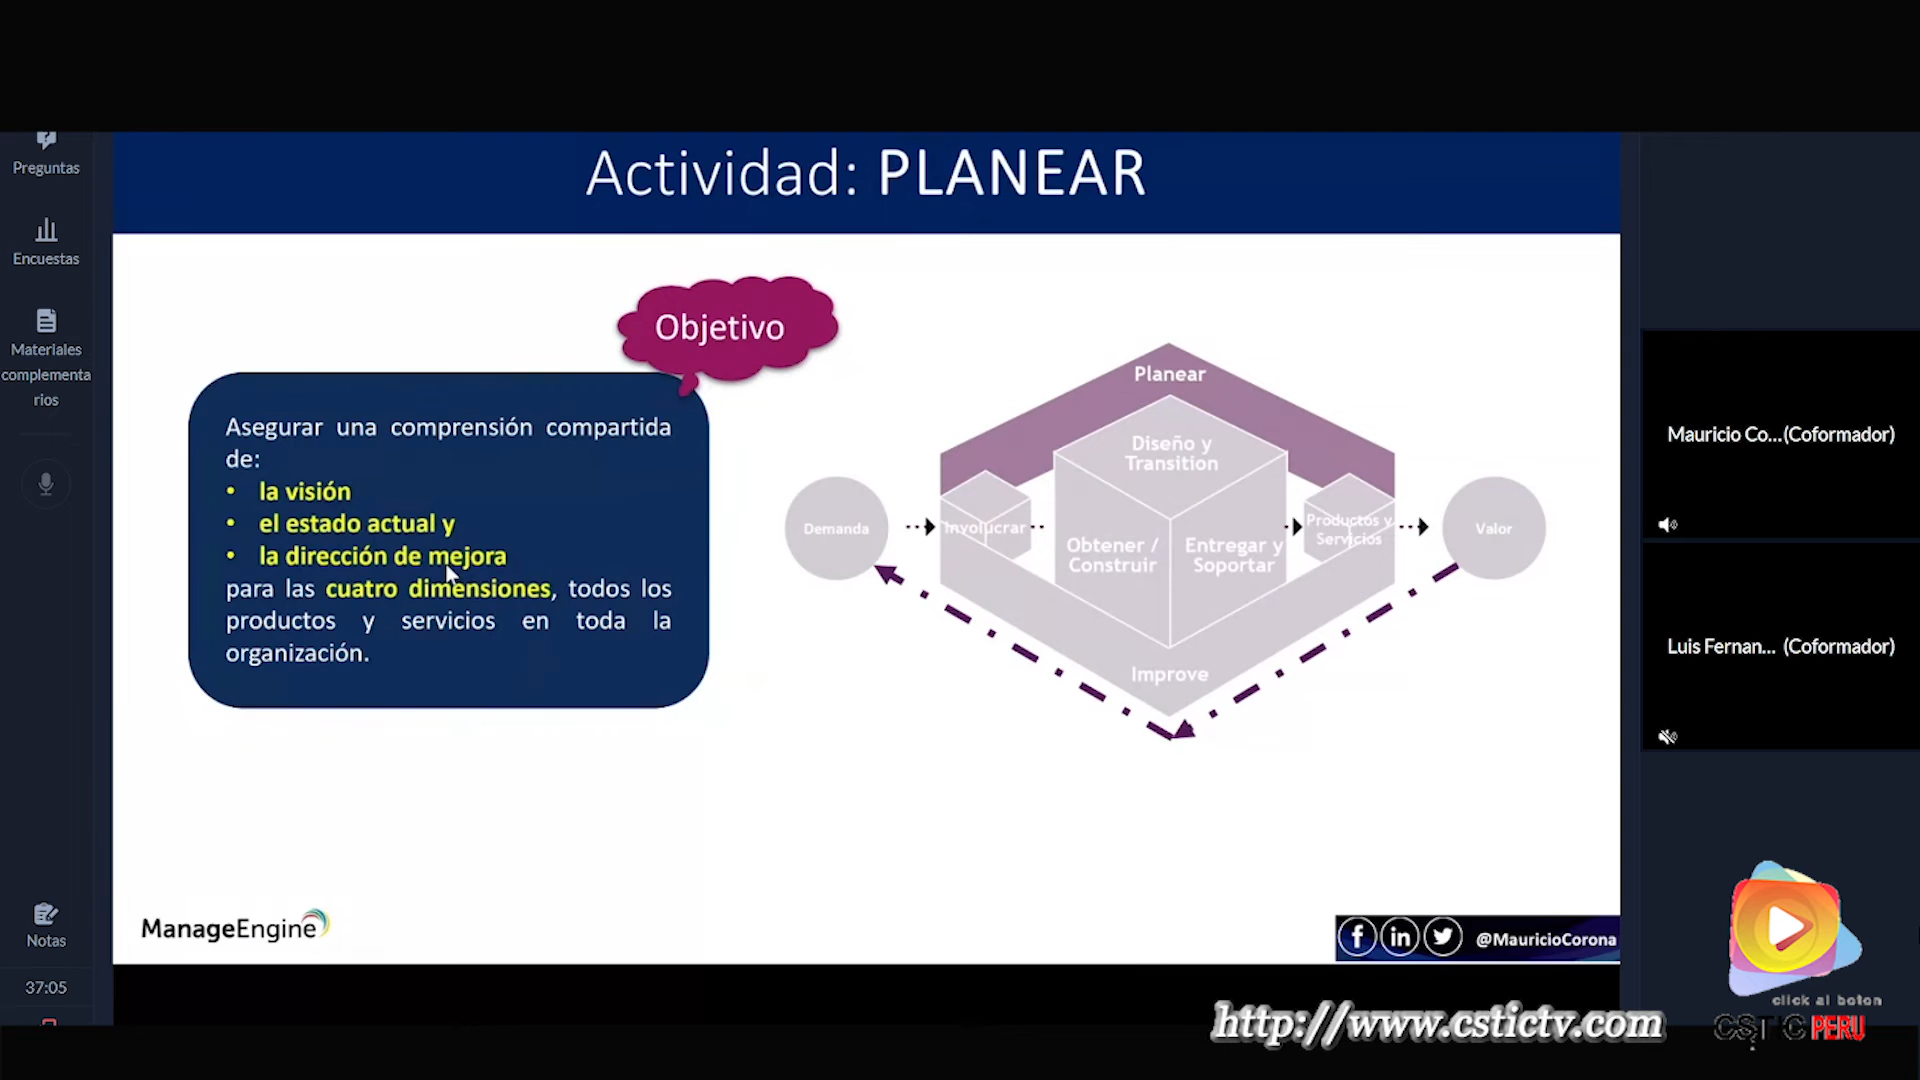 Actividad: PLANEAR
Preguntas
Encuestas
Materiales
complementa
rios
Notas
37:05
Objetivo
Asegurar una comprensión compartida
de:
• la visión
• el estado actual y
• la dirección de mejora
para las cuatro dimensiones, todos los
productos y servicios en toda la
organización.
Planear
Diseño y
Transition
Demanda
Involucrar
Obtener /
Construir
Entregar y
Soportar
Productos y
Servicios
Valor
Improve
ManageEngine
@MauricioCorona
Mauricio Co...(Coformador)
Luis Fernan... (Coformador)
click al boton
CSTIC PERU
http://www.cstictv.com